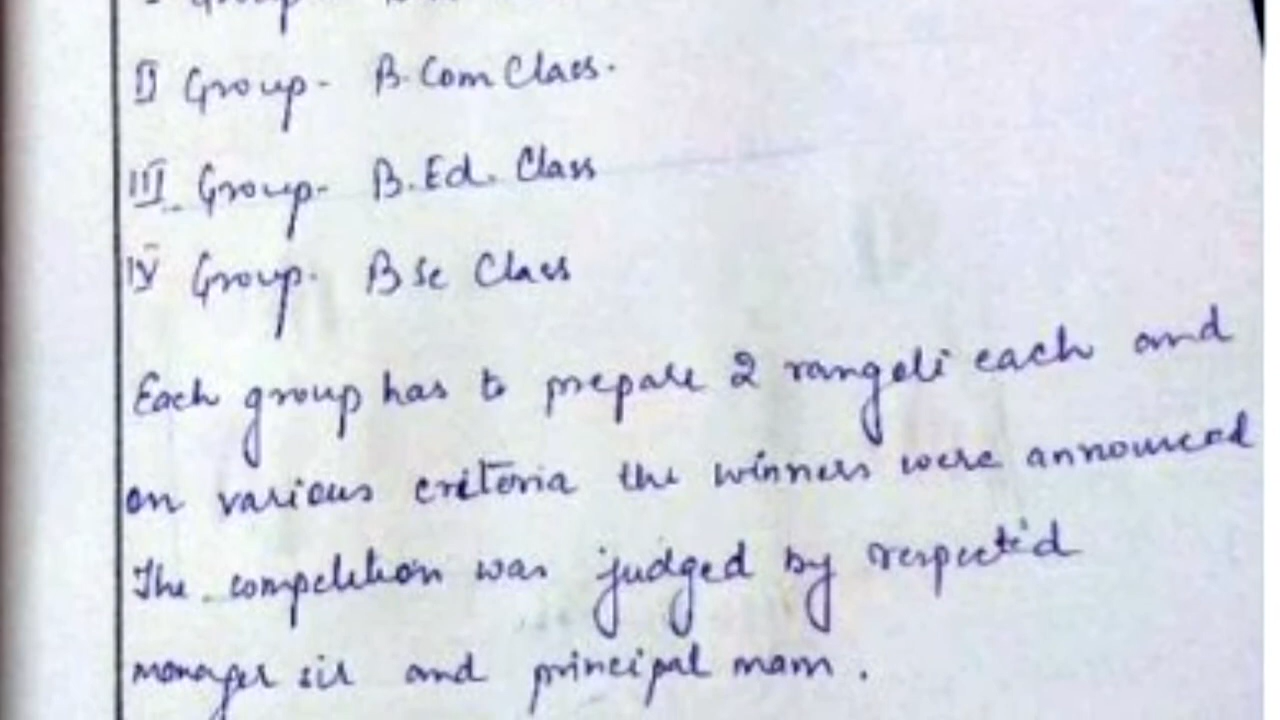 Group - B.
II Group - B.Com Class.
III Group - B.Ed. Class
IV Group - BSc Class
Each group has to prepare 2 rangoli each and
on various criteria the winners were announced
The competition was judged by respect'd
manager sir and principal mam.